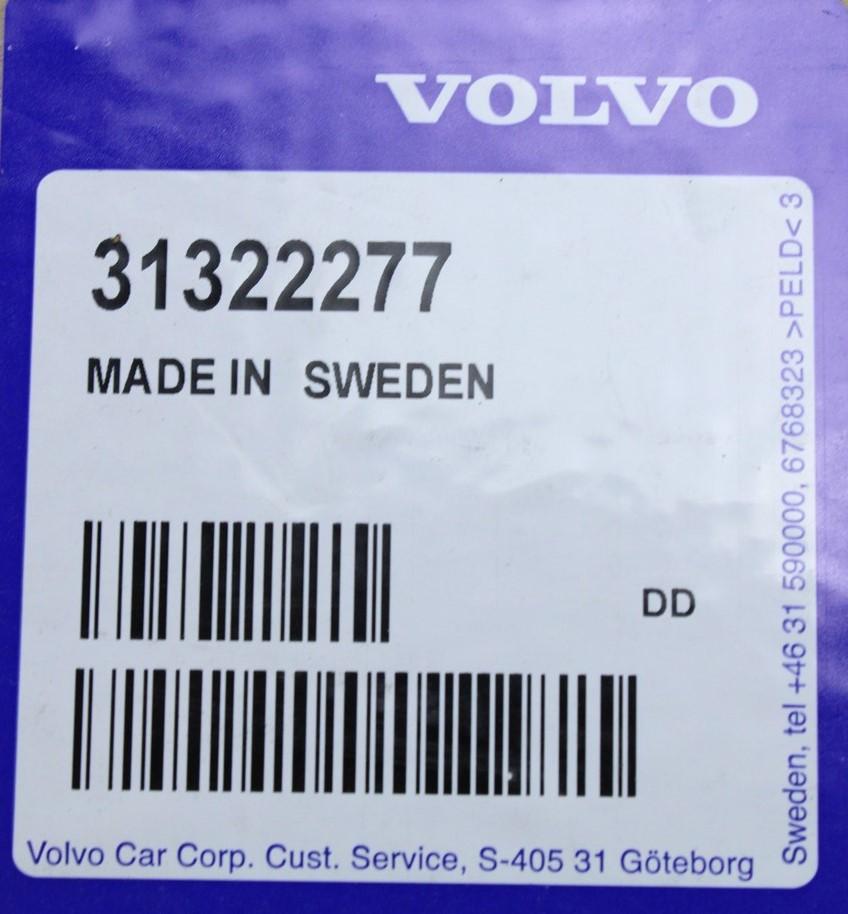 VOLVO
31322277
MADE IN SWEDEN
DD
Volvo Car Corp. Cust. Service, S-405 31 Göteborg
Sweden, tel +46 31 590000, 6768323 >PELD< 3